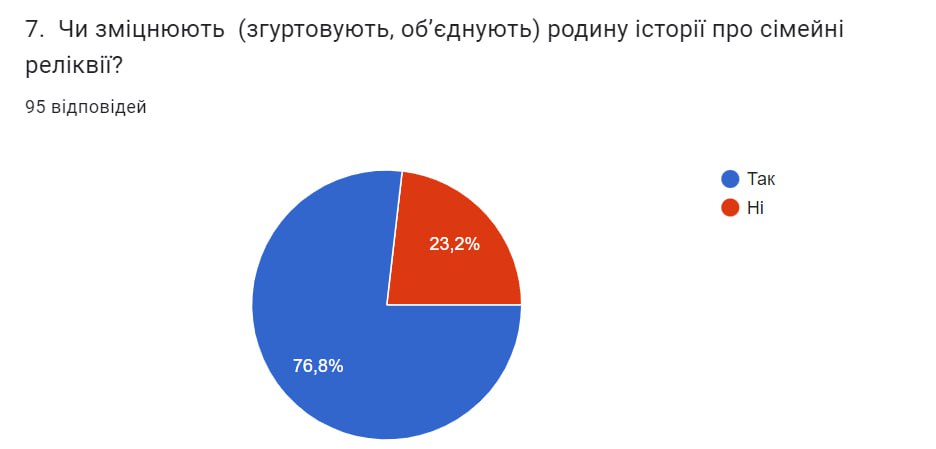 7. Чи зміцнюють (згуртовують, об’єднують) родину історії про сімейні
реліквії?
95 відповідей
Так
Ні
23,2%
76,8%